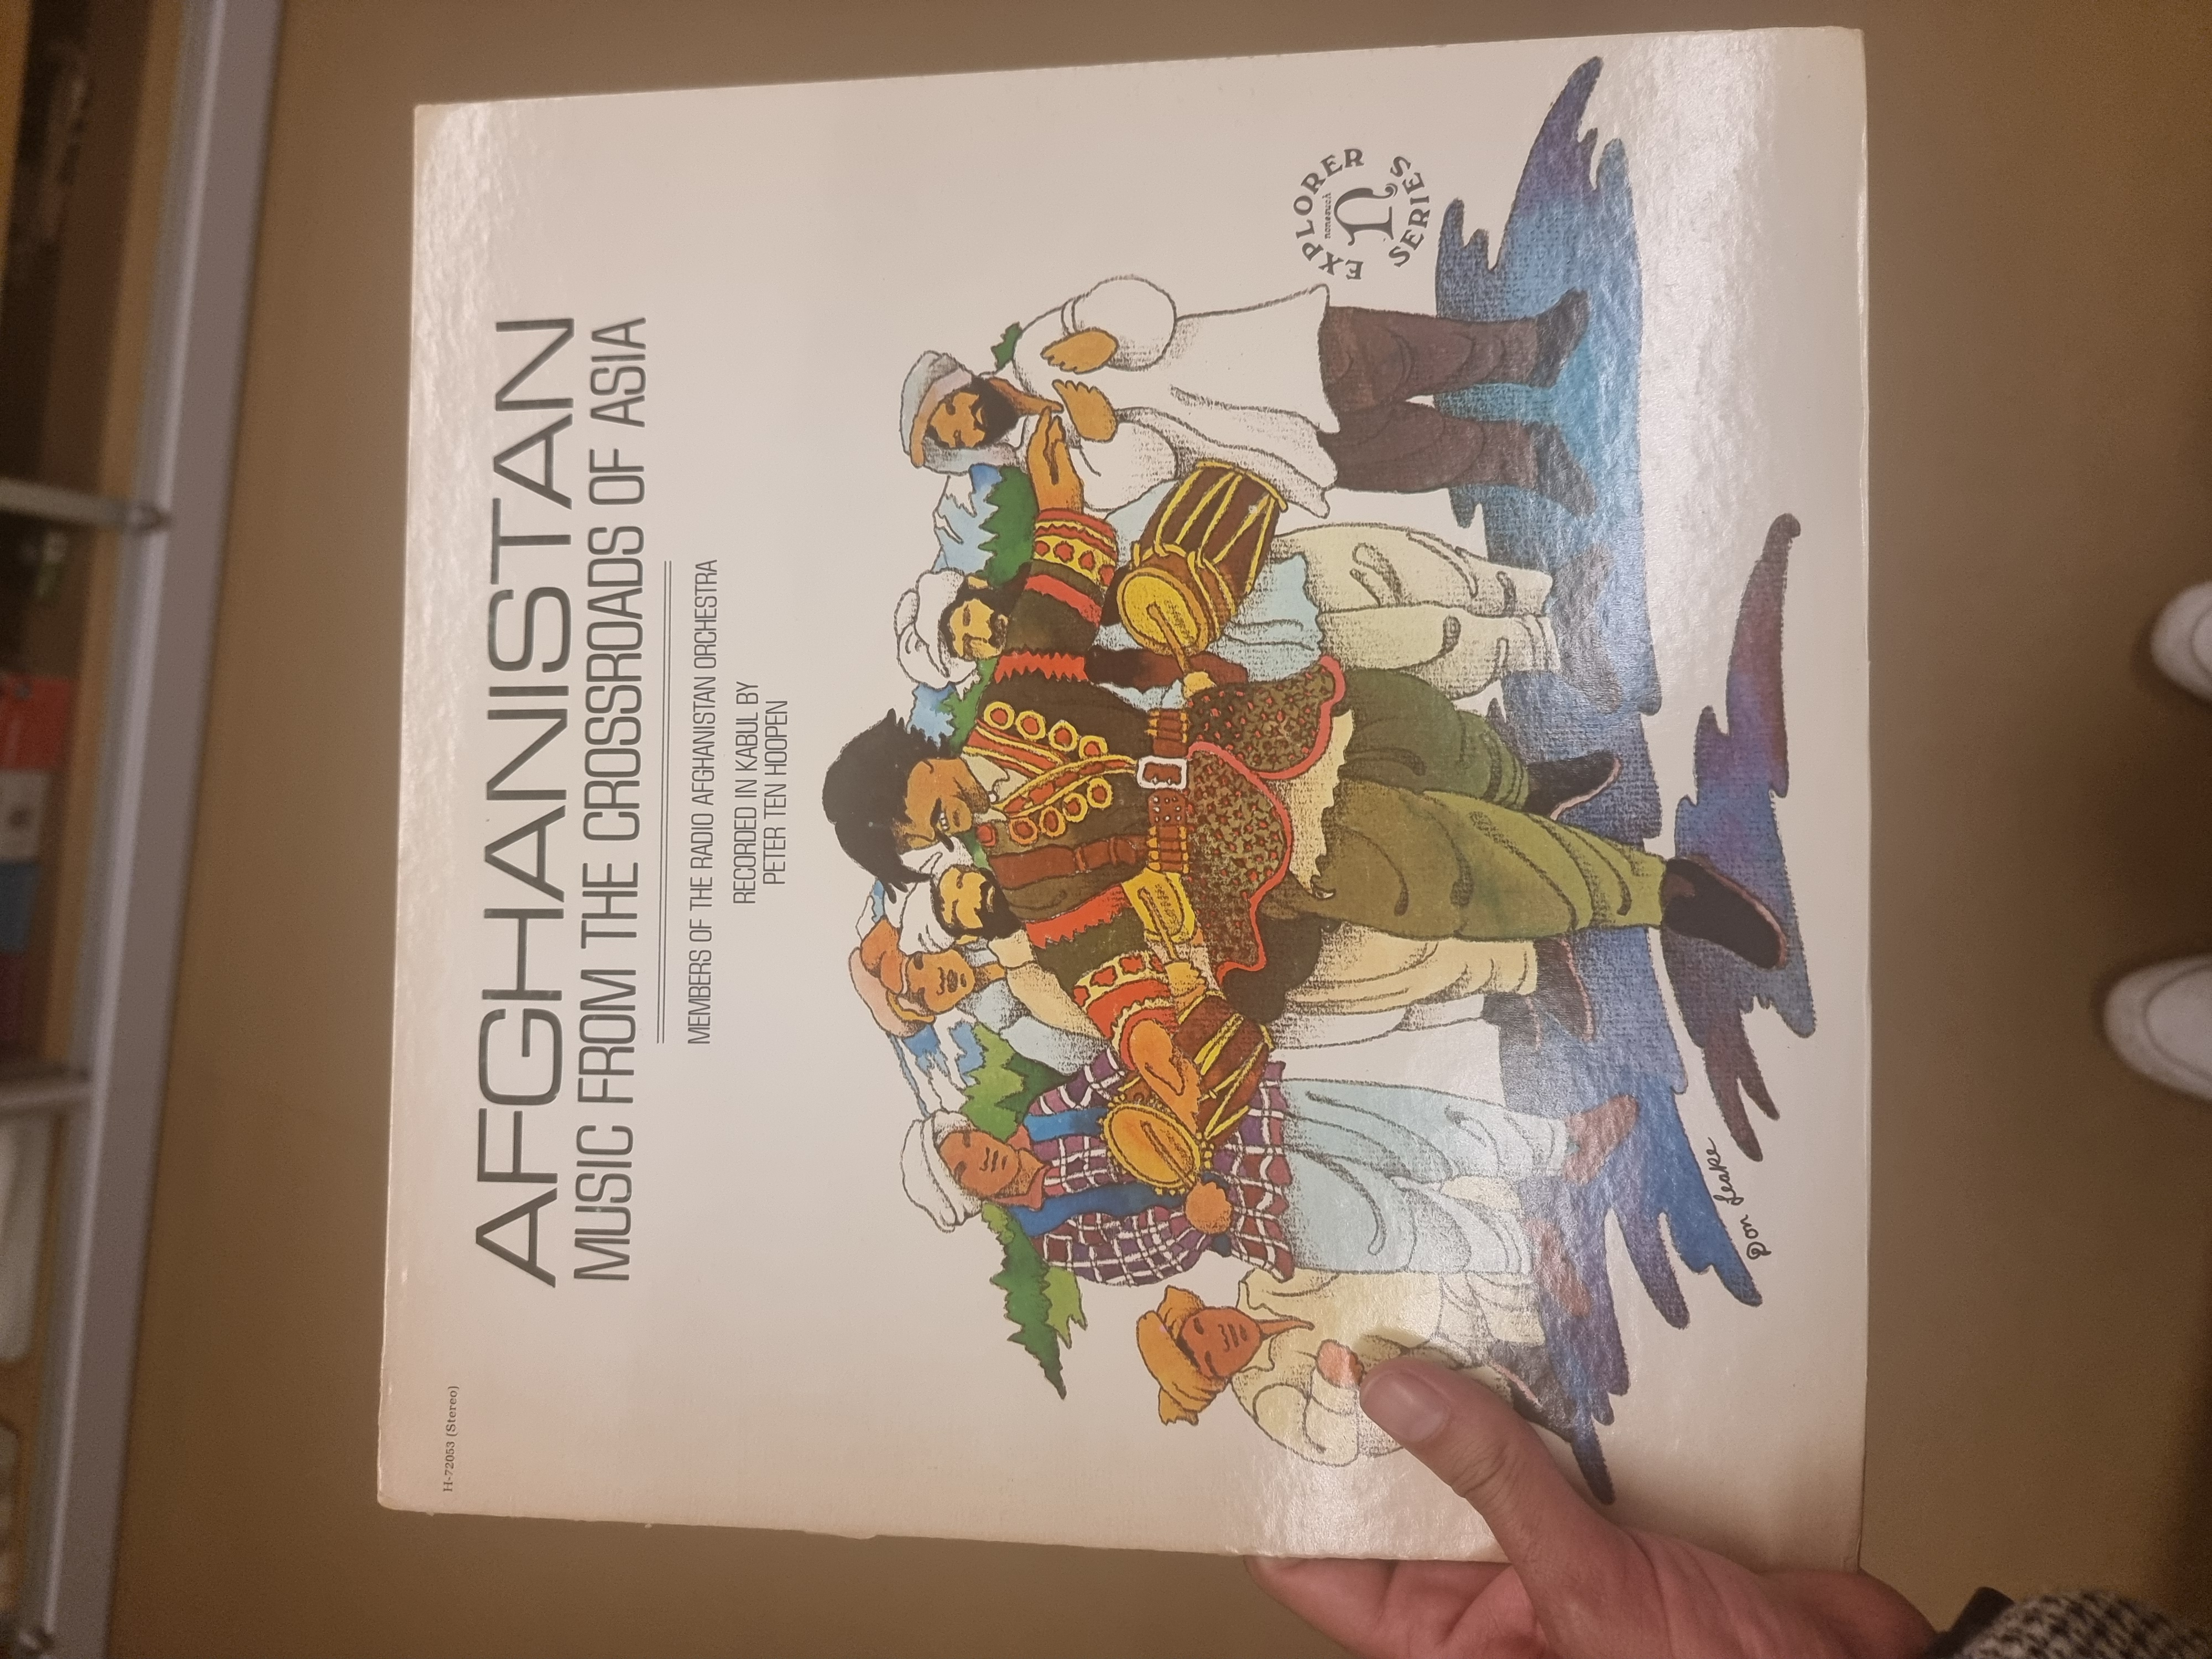 H-72053 (Stereo)
AFGHANISTAN
MUSIC FROM THE CROSSROADS OF ASIA
MEMBERS OF THE RADIO AFGHANISTAN ORCHESTRA
RECORDED IN KABUL BY
PETER TEN HOOPEN
EXPLORER
nonesuch
n
SERIES
Don Leake